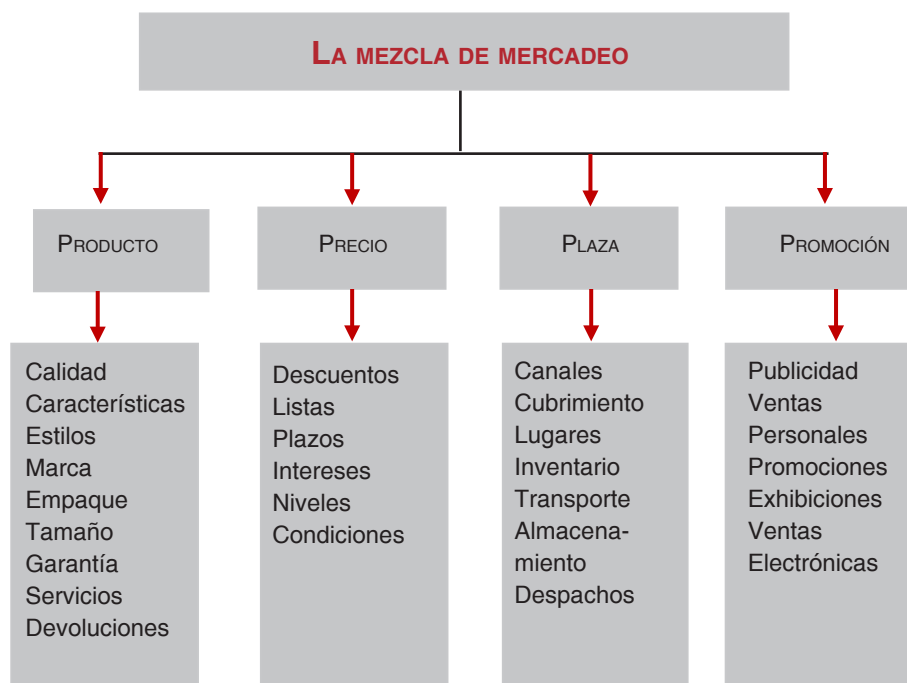 LA MEZCLA DE MERCADEO
PRODUCTO
PRECIO
PLAZA
PROMOCIÓN
Calidad
Características
Estilos
Marca
Empaque
Tamaño
Garantía
Servicios
Devoluciones
Descuentos
Listas
Plazos
Intereses
Niveles
Condiciones
Canales
Cubrimiento
Lugares
Inventario
Transporte
Almacena-
miento
Despachos
Publicidad
Ventas
Personales
Promociones
Exhibiciones
Ventas
Electrónicas